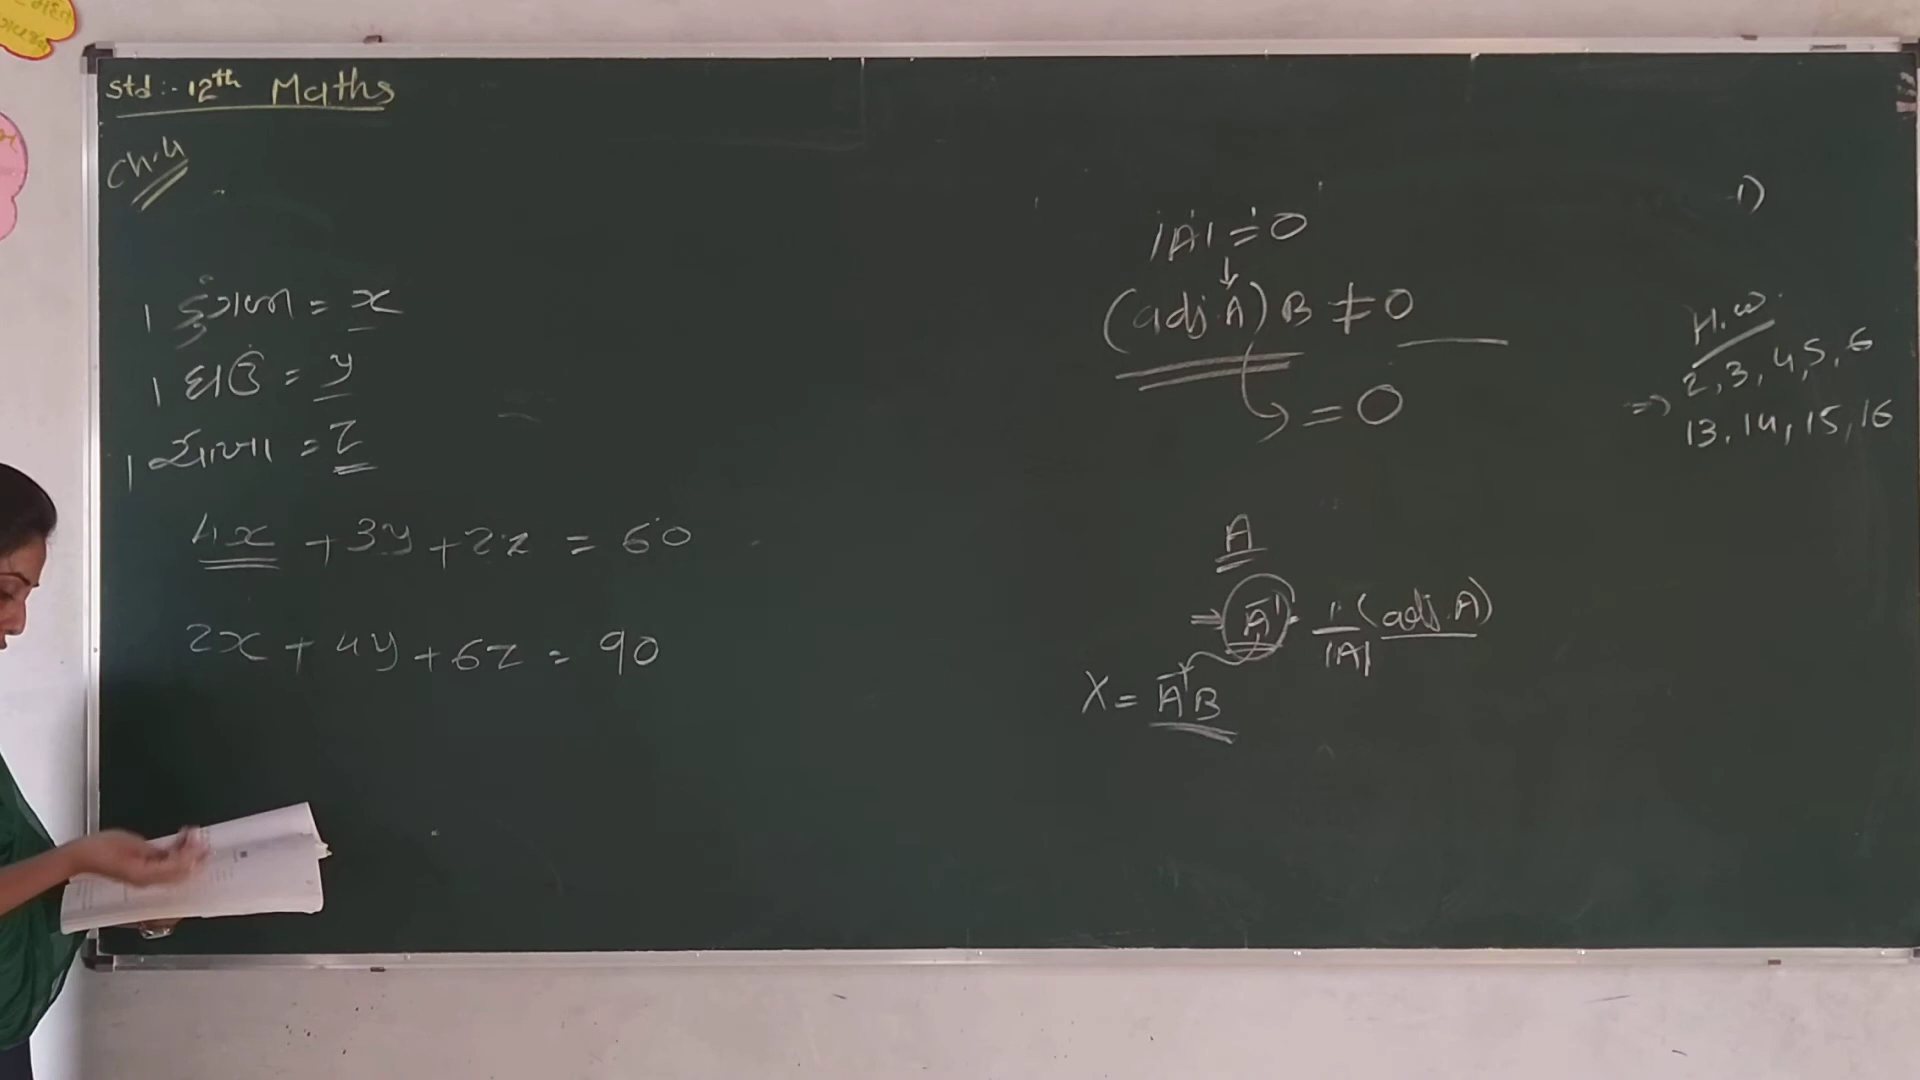 Std :- 12th Maths
Ch.4
1 ડુંગળી = x
1 ઘઉં = y
1 ચોખા = z
4x + 3y + 2z = 60
2x + 4y + 6z = 90
|A| = 0
(adj.A) B ≠ 0
= 0
A
⇒ A⁻¹ = 1/|A| (adj.A)
X = A⁻¹B
1)
H.W.
2, 3, 4, 5, 6
⇒ 13, 14, 15, 16